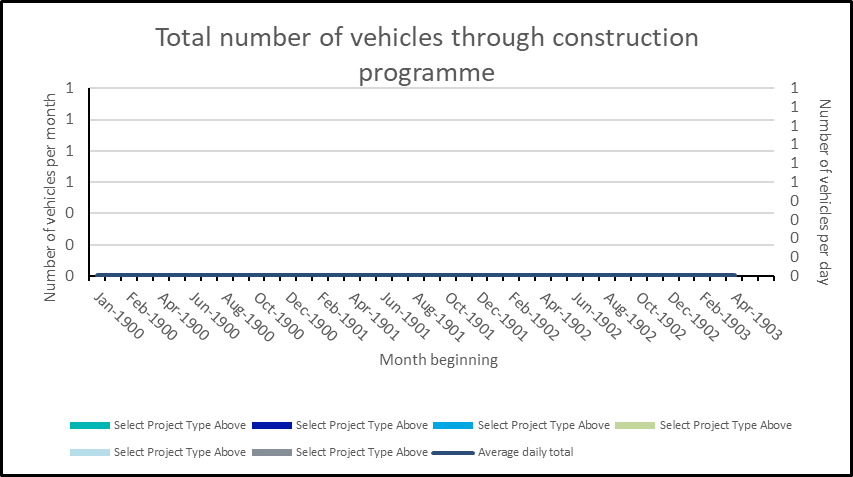 Total number of vehicles through construction
programme
Number of vehicles per month
1
1
1
1
0
0
0
Number of vehicles per day
1
1
1
1
1
1
0
0
0
0
0
Jan-1900
Feb-1900
Apr-1900
Jun-1900
Aug-1900
Oct-1900
Dec-1900
Feb-1901
Apr-1901
Jun-1901
Aug-1901
Oct-1901
Dec-1901
Feb-1902
Apr-1902
Jun-1902
Aug-1902
Oct-1902
Dec-1902
Feb-1903
Apr-1903
Month beginning
Select Project Type Above Select Project Type Above Select Project Type Above Select Project Type Above
Select Project Type Above Select Project Type Above Average daily total